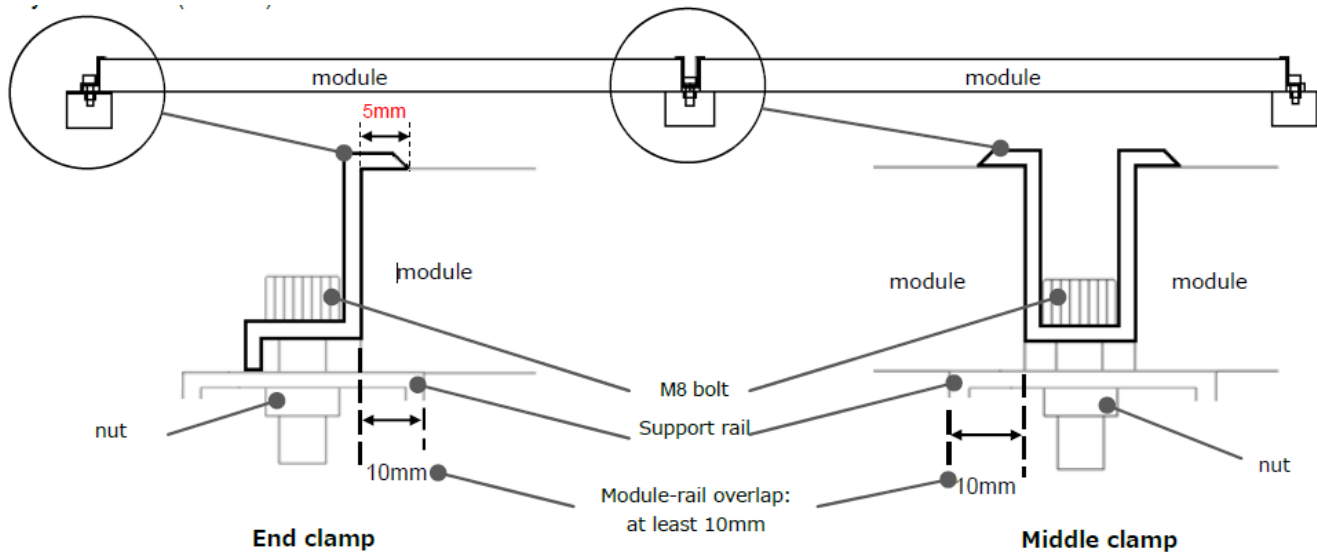 module
module
5mm
module
module
module
M8 bolt
nut
Support rail
nut
10mm
10mm
Module-rail overlap:
at least 10mm
End clamp
Middle clamp